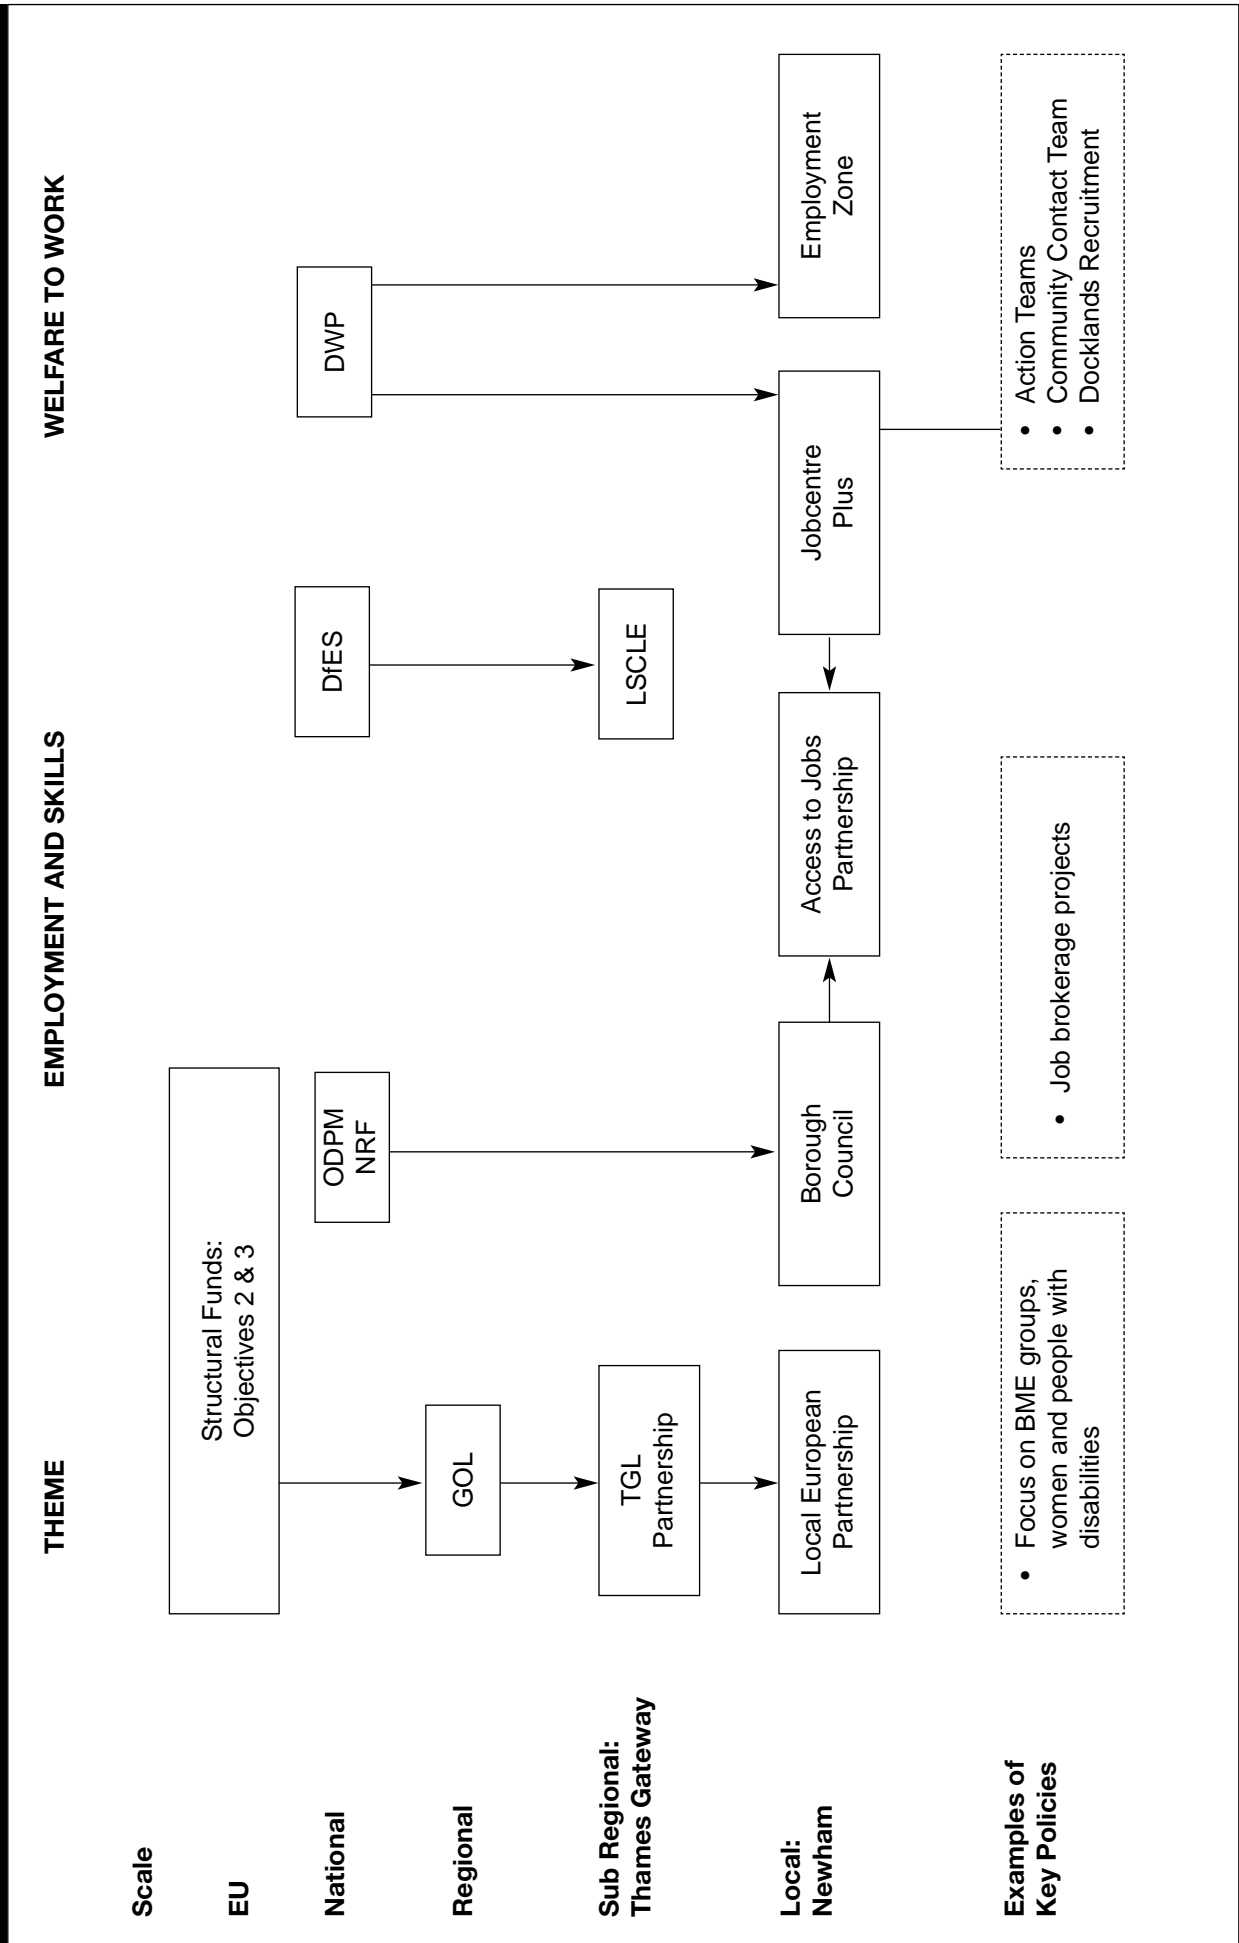 THEME
EMPLOYMENT AND SKILLS
WELFARE TO WORK
Scale
EU
Structural Funds:
Objectives 2 & 3
National
ODPM
NRF
DfES
DWP
Regional
GOL
Sub Regional:
Thames Gateway
TGL
Partnership
LSCLE
Local:
Newham
Local European
Partnership
Borough
Council
Access to Jobs
Partnership
Jobcentre
Plus
Employment
Zone
Examples of
Key Policies
• Focus on BME groups,
women and people with
disabilities
• Job brokerage projects
• Action Teams
• Community Contact Team
• Docklands Recruitment